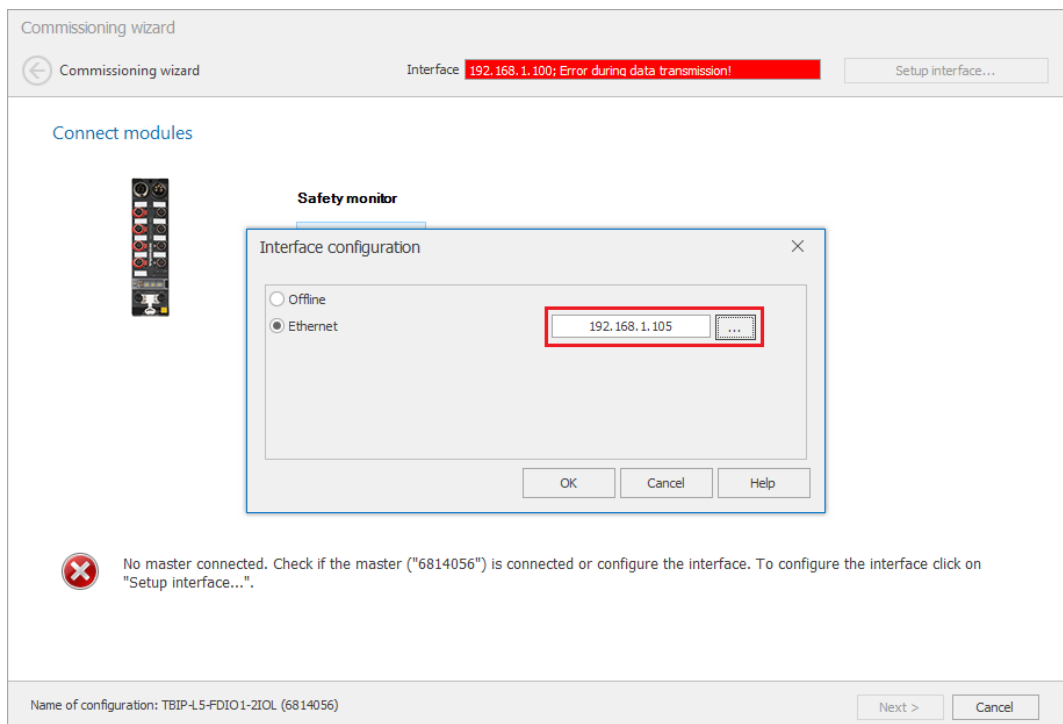 Commissioning wizard
Commissioning wizard
Interface 192.168.1.100; Error during data transmission!
Setup interface...
Connect modules
Safety monitor
Interface configuration
Offline
Ethernet
192.168.1.105
...
OK
Cancel
Help
No master connected. Check if the master ("6814056") is connected or configure the interface. To configure the interface click on
"Setup interface...".
Name of configuration: TBIP-L5-FDIO1-2IOL (6814056)
Next >
Cancel